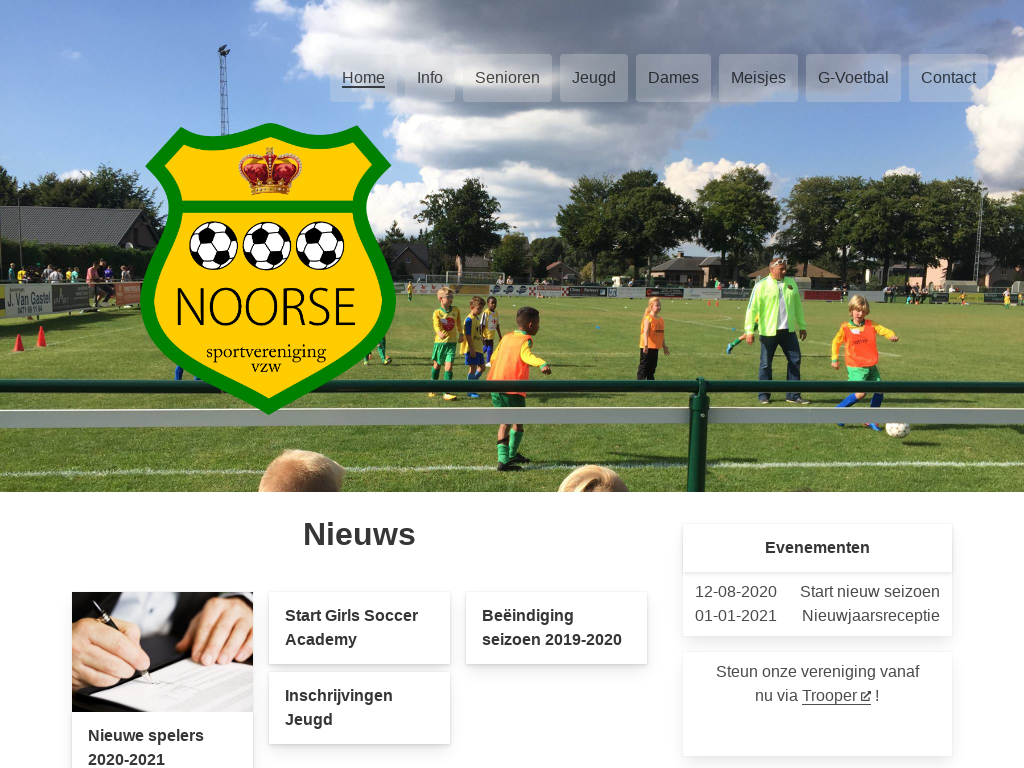 Home Info Senioren Jeugd Dames Meisjes G-Voetbal Contact
NOORSE
sportvereniging
vzw
J. Van Gastel
Nieuws
Nieuwe spelers
2020-2021
Start Girls Soccer
Academy
Inschrijvingen
Jeugd
Beëindiging
seizoen 2019-2020
Evenementen
12-08-2020 Start nieuw seizoen
01-01-2021 Nieuwjaarsreceptie
Steun onze vereniging vanaf
nu via Trooper !